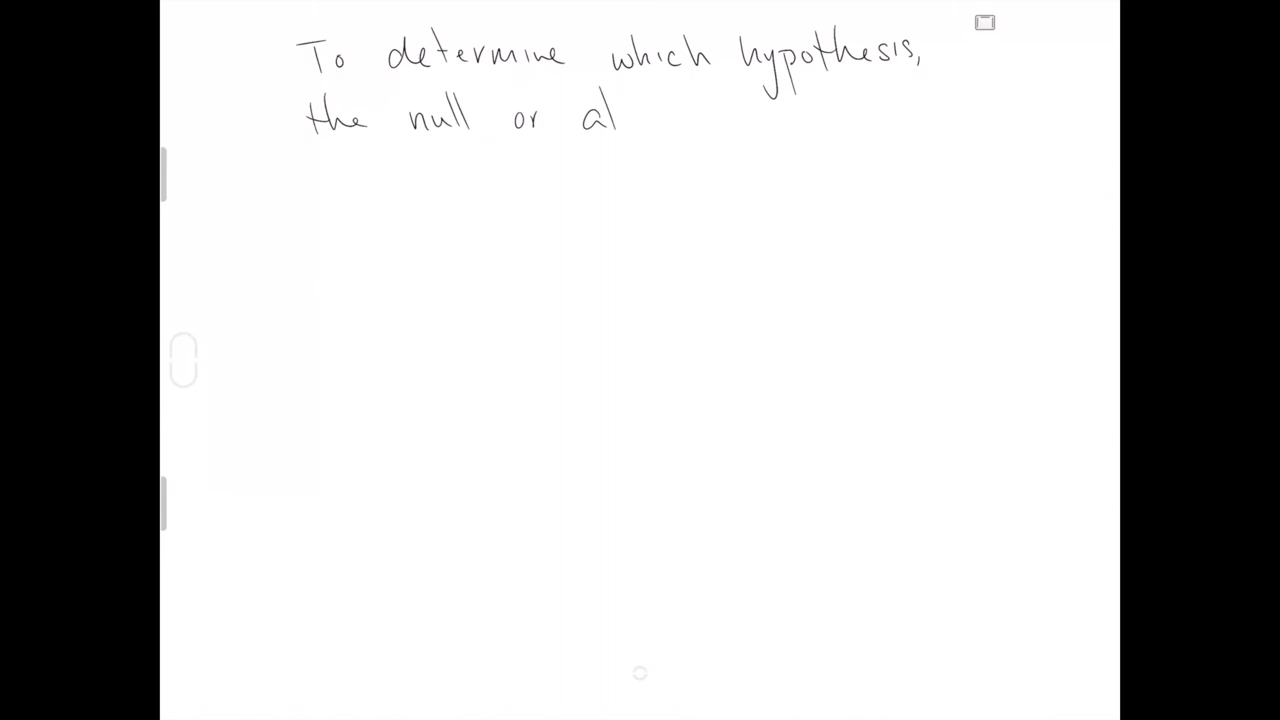 To determine which hypothesis,
the null or al